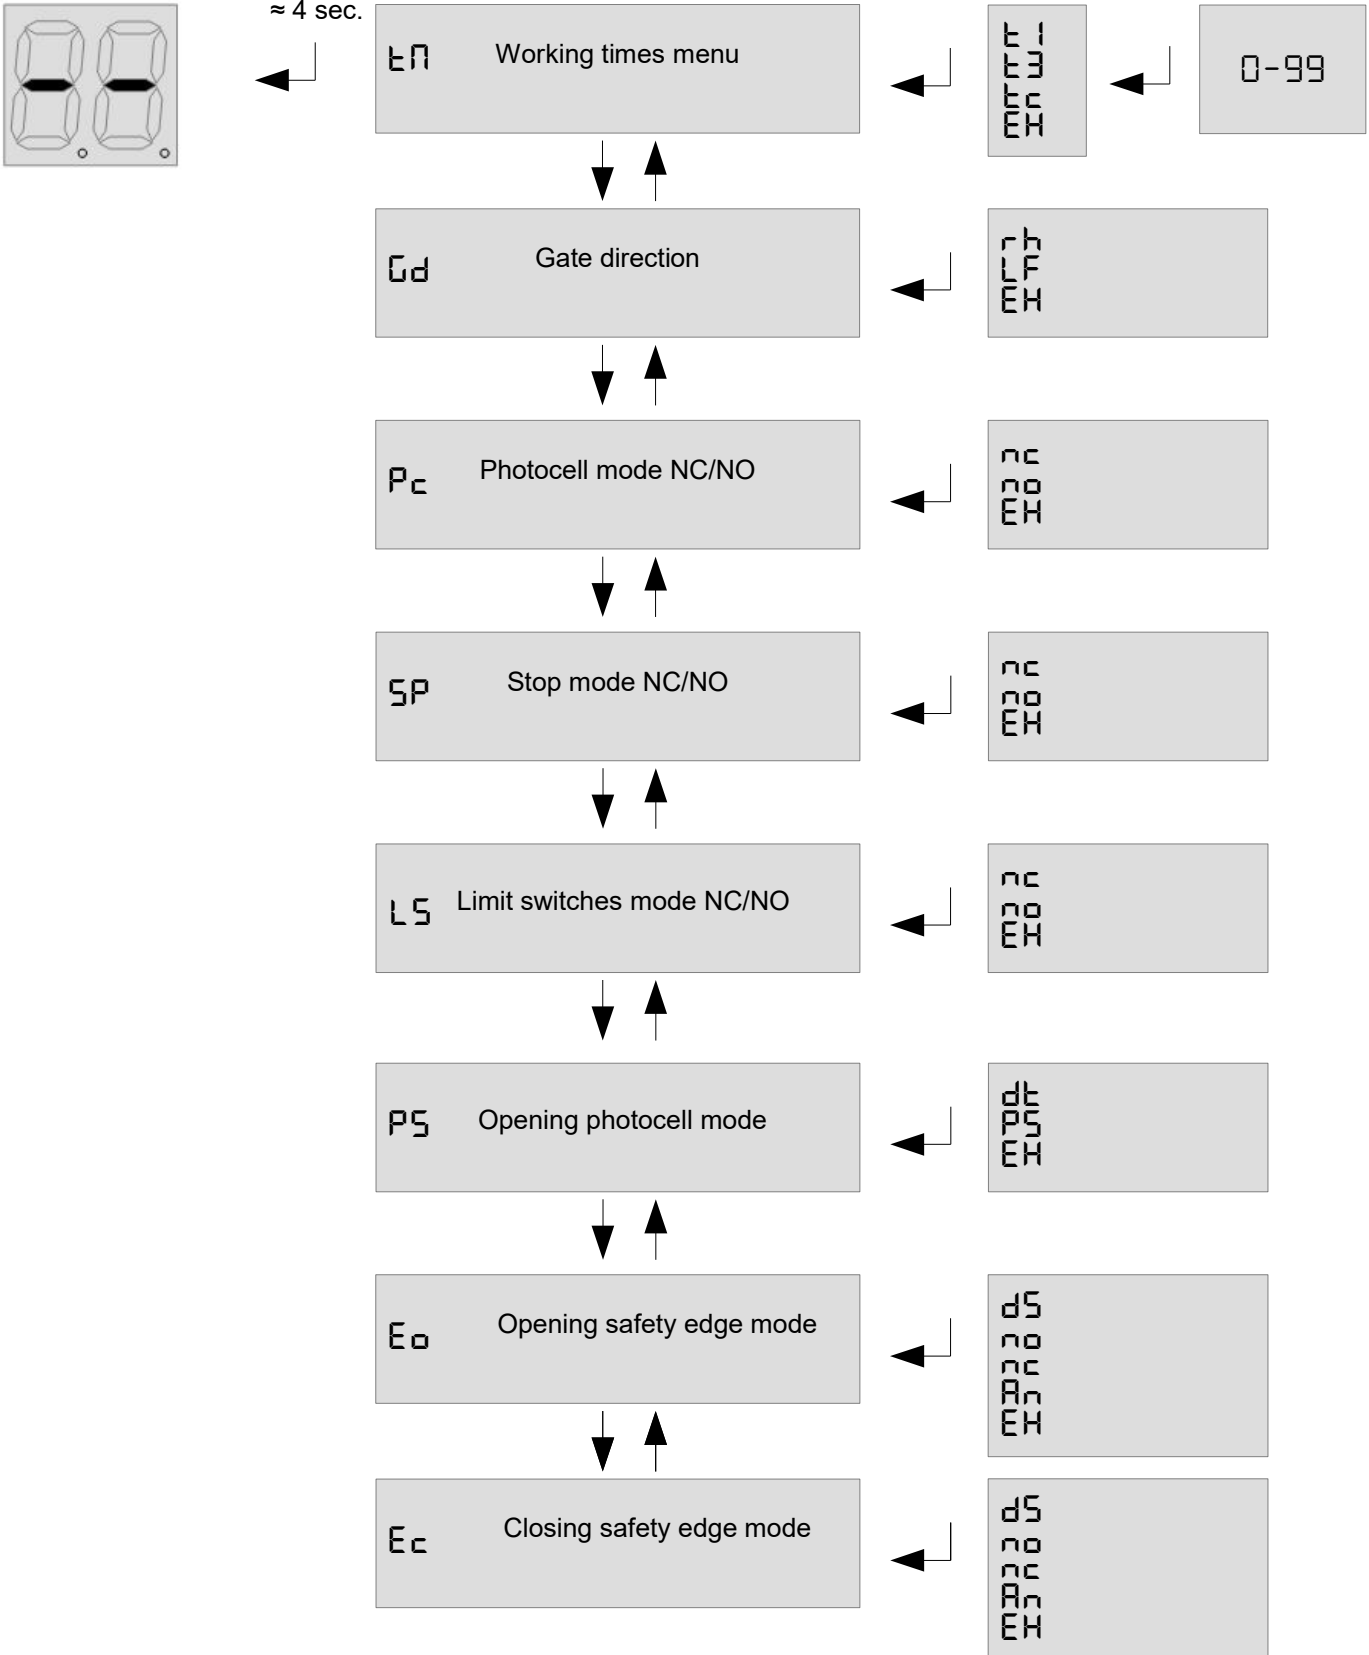 ≈ 4 sec.
tM Working times menu
t1
t3
tc
EH
0-99
Gd Gate direction
rh
LF
EH
Pc Photocell mode NC/NO
nc
no
EH
SP Stop mode NC/NO
nc
no
EH
LS Limit switches mode NC/NO
nc
no
EH
PS Opening photocell mode
dt
PS
EH
Eo Opening safety edge mode
dS
no
nc
An
EH
Ec Closing safety edge mode
dS
no
nc
An
EH